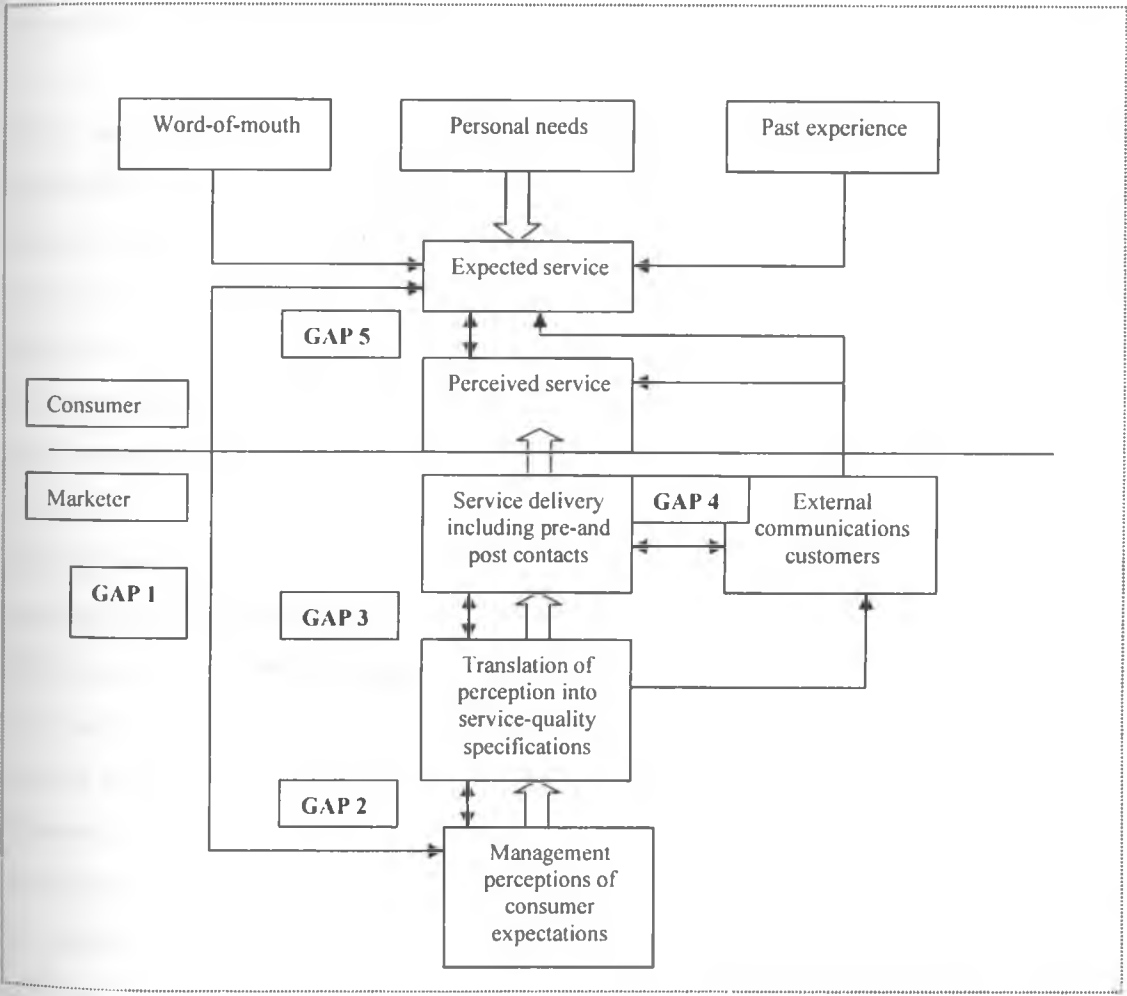 Word-of-mouth
Personal needs
Past experience
Expected service
GAP 5
Perceived service
Consumer
Marketer
Service delivery
including pre-and
post contacts
GAP 4
External
communications
customers
GAP 1
GAP 3
Translation of
perception into
service-quality
specifications
GAP 2
Management
perceptions of
consumer
expectations